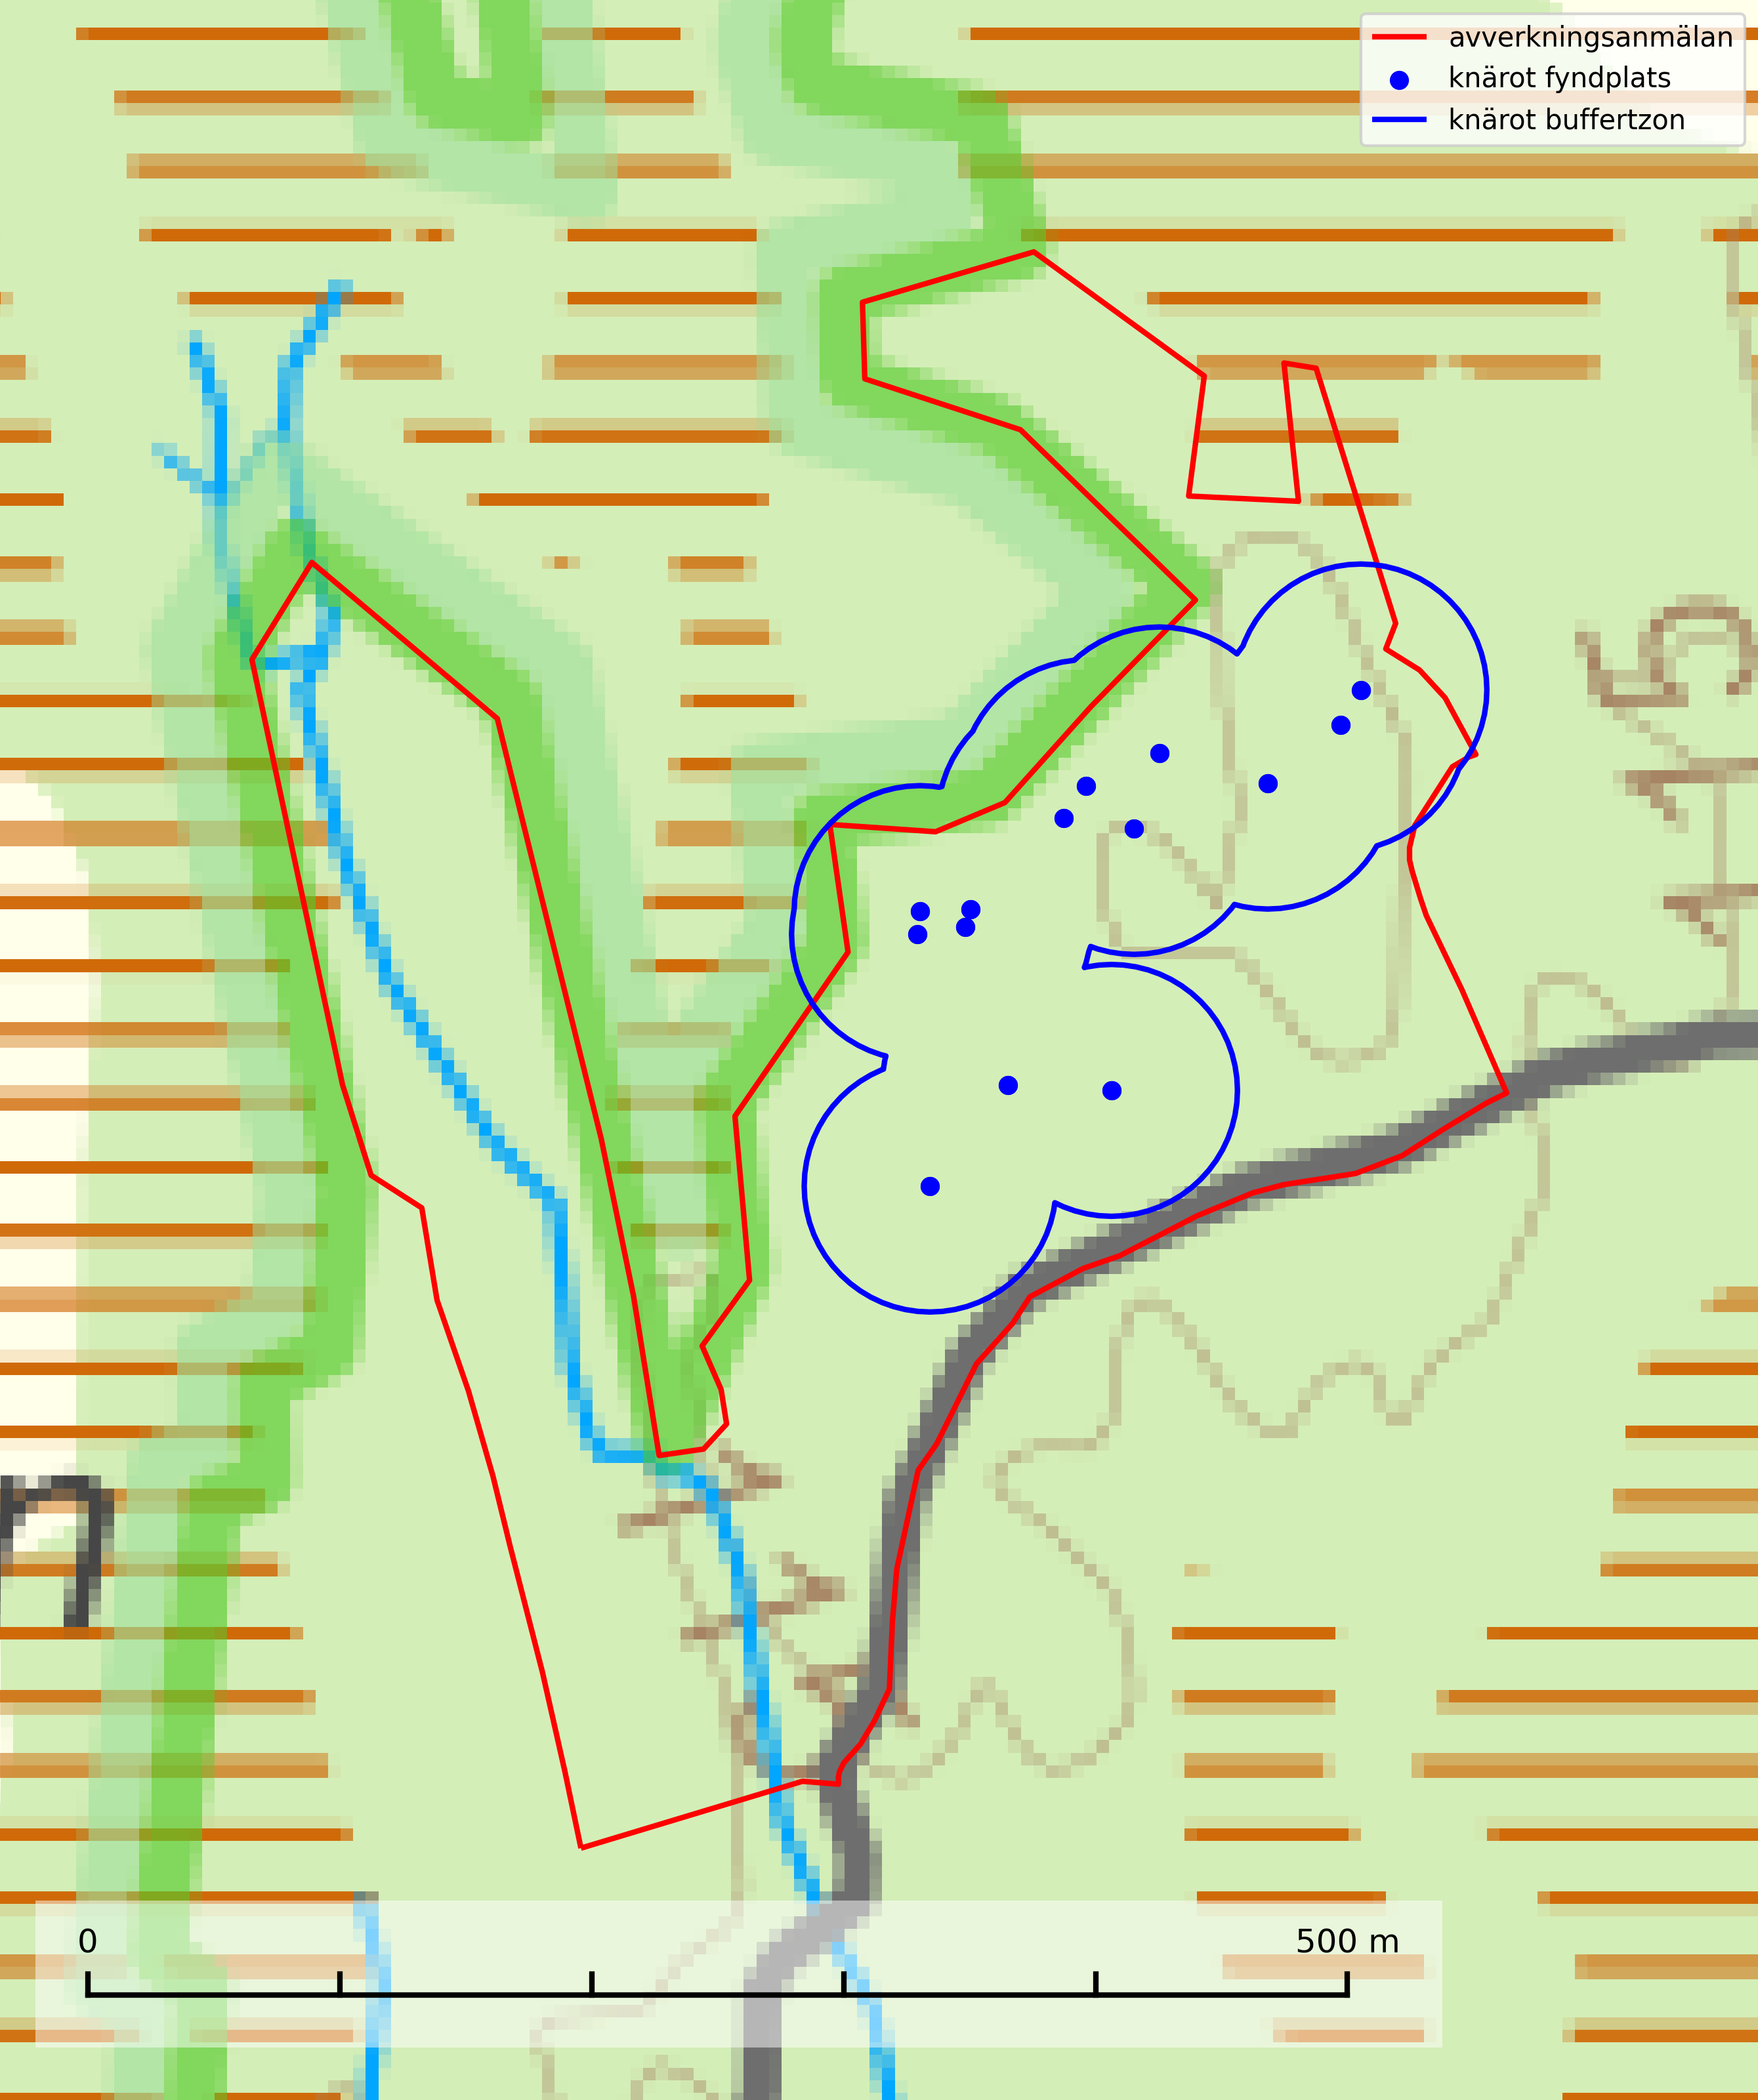 avverkningsanmälan
knärot fyndplats
knärot buffertzon
0
500 m